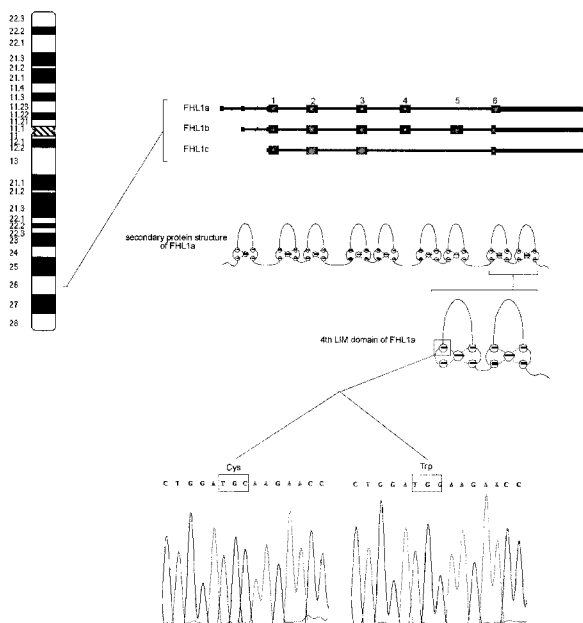 22.3
22.2
22.1
21.3
21.2
21.1
11.4
11.3
11.23
11.22
11.21
11.1
11.1
12.1
12.2
13
21.1
21.2
21.3
22.1
22.2
22.3
23
24
25
26
27
28
1 2 3 4 5 6
FHL1a
FHL1b
FHL1c
secondary protein structure
of FHL1a
4th LIM domain of FHL1a
Cys
C T G G A T G C A A G A A C C
Trp
C T G G A T G G A A G A A C C